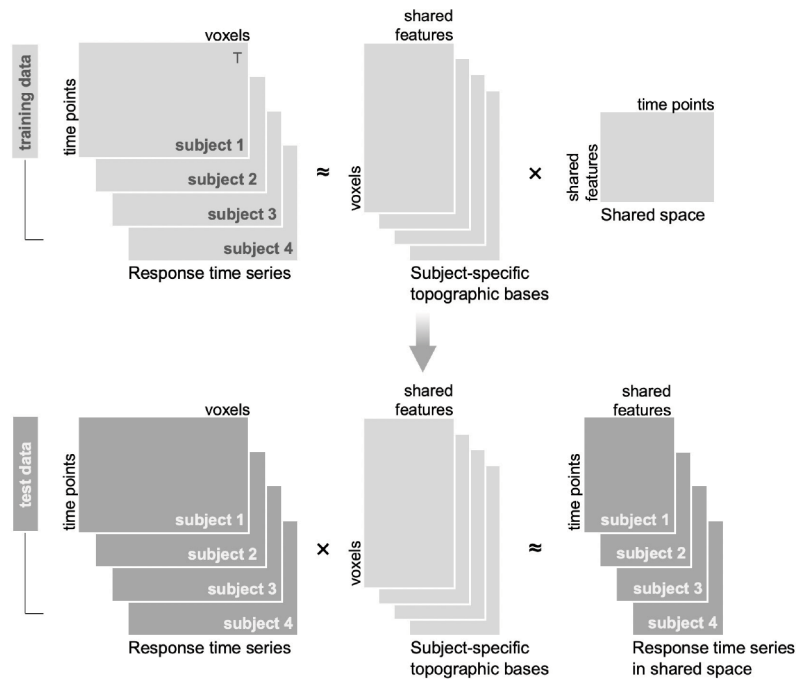 training data
voxels
T
time points
subject 1
subject 2
subject 3
subject 4
Response time series
≈
shared
features
voxels
Subject-specific
topographic bases
×
time points
shared
features
Shared space
test data
voxels
time points
subject 1
subject 2
subject 3
subject 4
Response time series
×
shared
features
voxels
Subject-specific
topographic bases
≈
shared
features
time points
subject 1
subject 2
subject 3
subject 4
Response time series
in shared space